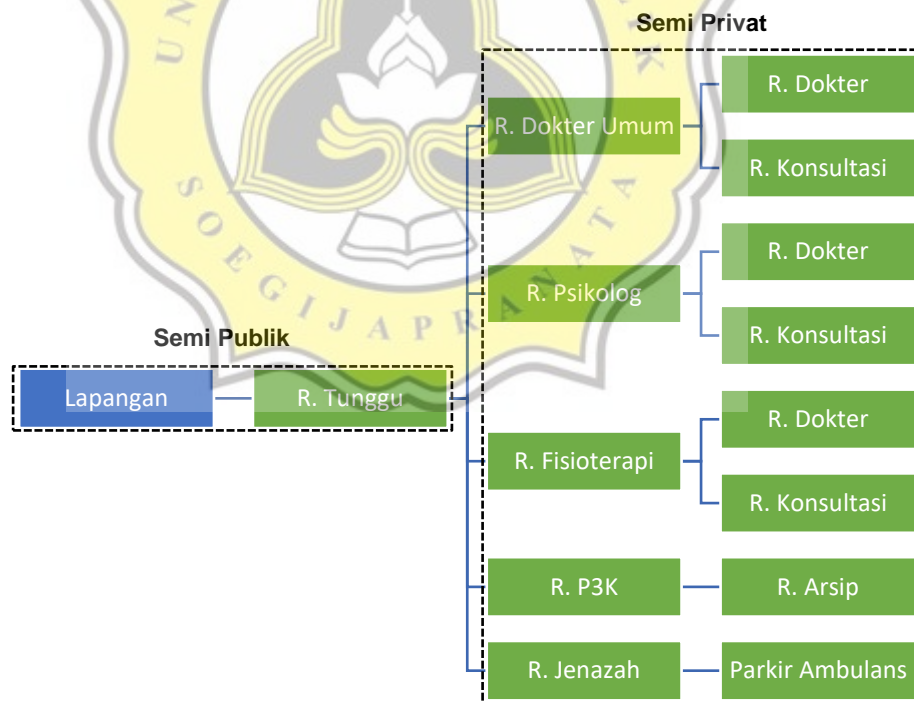 Semi Privat
R. Dokter
R. Dokter Umum
R. Konsultasi
R. Dokter
R. Psikolog
R. Konsultasi
Semi Publik
Lapangan
R. Tunggu
R. Dokter
R. Fisioterapi
R. Konsultasi
R. P3K
R. Arsip
R. Jenazah
Parkir Ambulans
SOEGIJAPRANATA